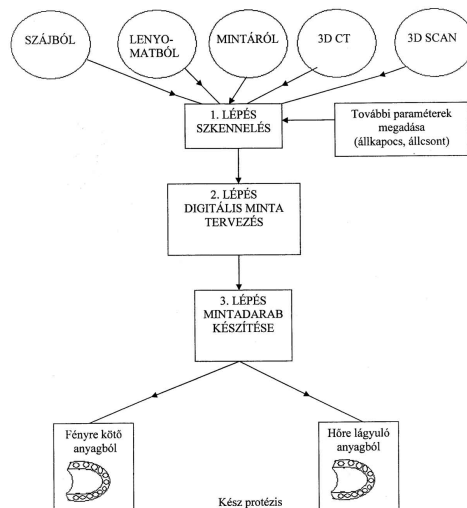 SZÁJBÓL
LENYO-
MATBÓL
MINTÁRÓL
3D CT
3D SCAN
1. LÉPÉS
SZKENNELÉS
További paraméterek
megadása
(állkapocs, állcsont)
2. LÉPÉS
DIGITÁLIS MINTA
TERVEZÉS
3. LÉPÉS
MINTADARAB
KÉSZÍTÉSE
Fényre kötő
anyagból
Hőre lágyuló
anyagból
Kész protézis